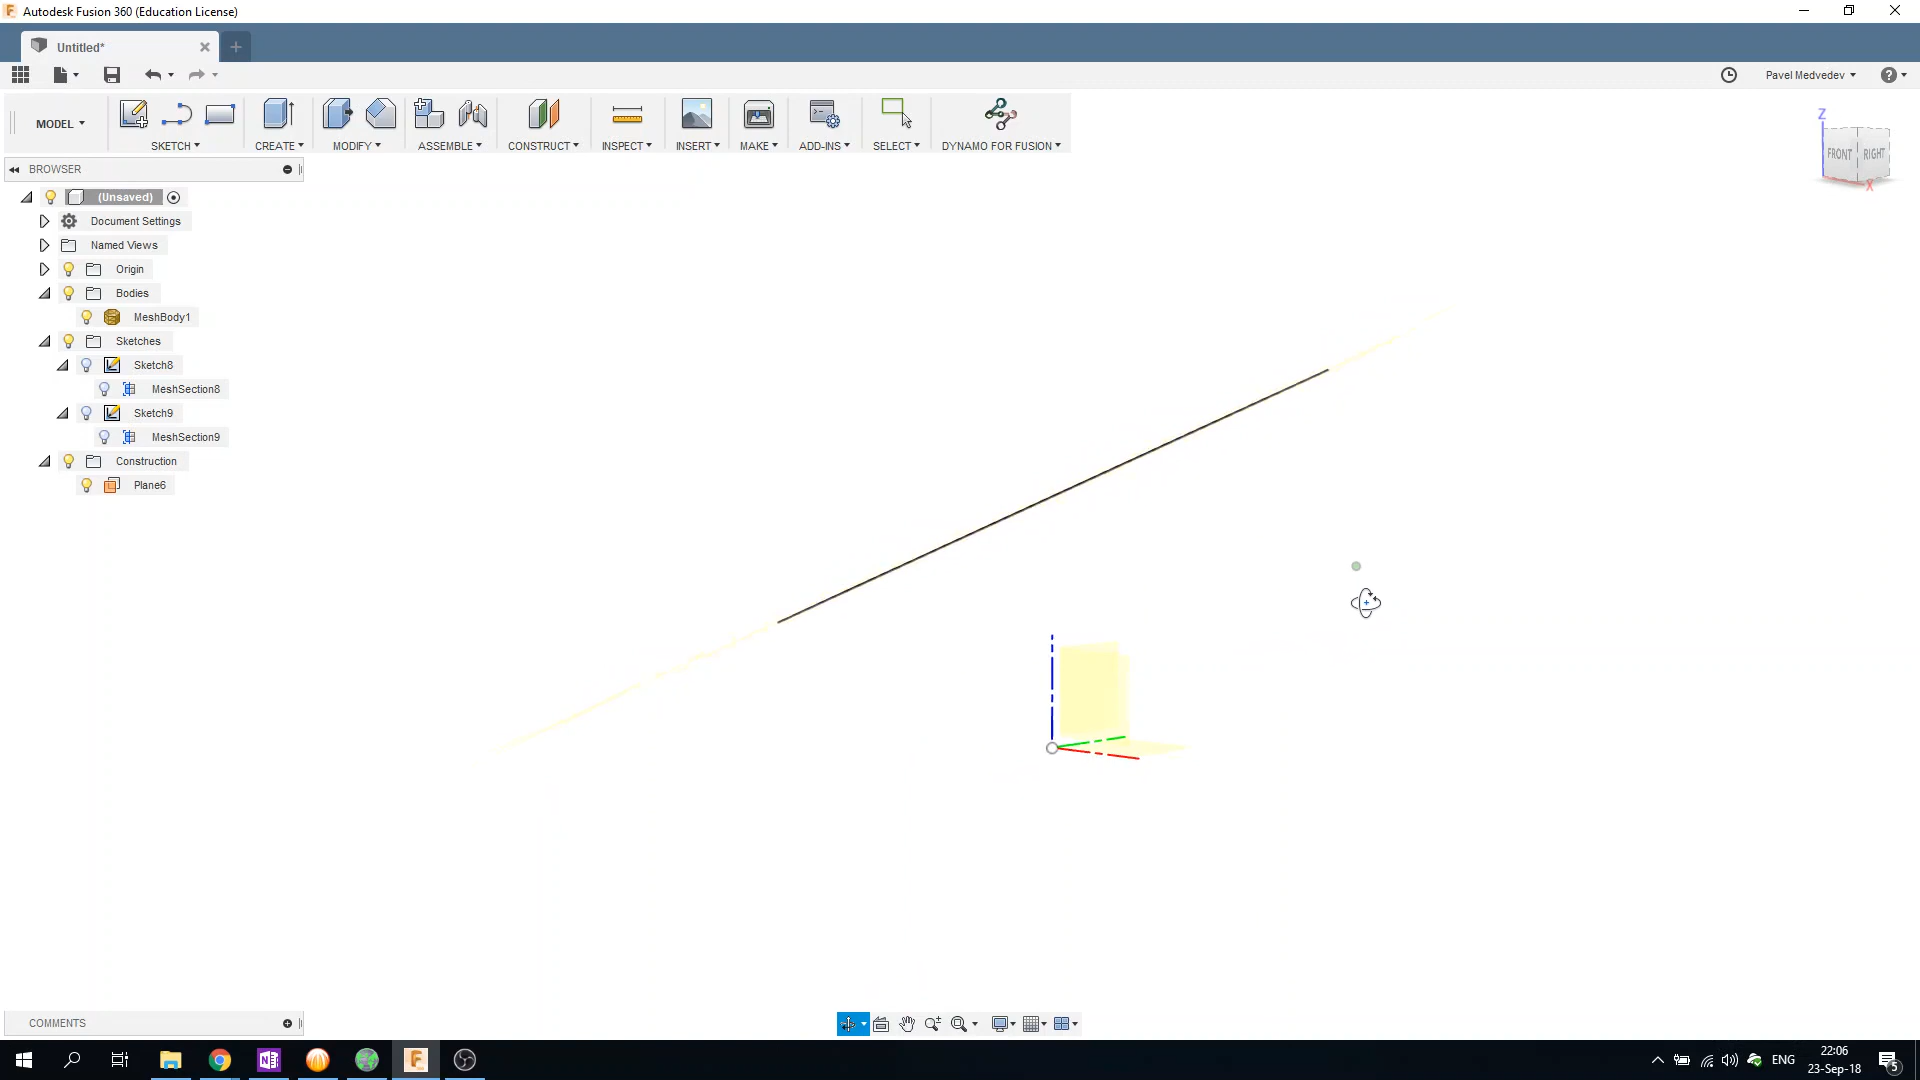 Autodesk Fusion 360 (Education License)
Untitled*
Pavel Medvedev
MODEL
SKETCH
CREATE
MODIFY
ASSEMBLE
CONSTRUCT
INSPECT
INSERT
MAKE
ADD-INS
SELECT
DYNAMO FOR FUSION
Z
FRONT
RIGHT
X
BROWSER
(Unsaved)
Document Settings
Named Views
Origin
Bodies
MeshBody1
Sketches
Sketch8
MeshSection8
Sketch9
MeshSection9
Construction
Plane6
COMMENTS
ENG
22:06
23-Sep-18
5